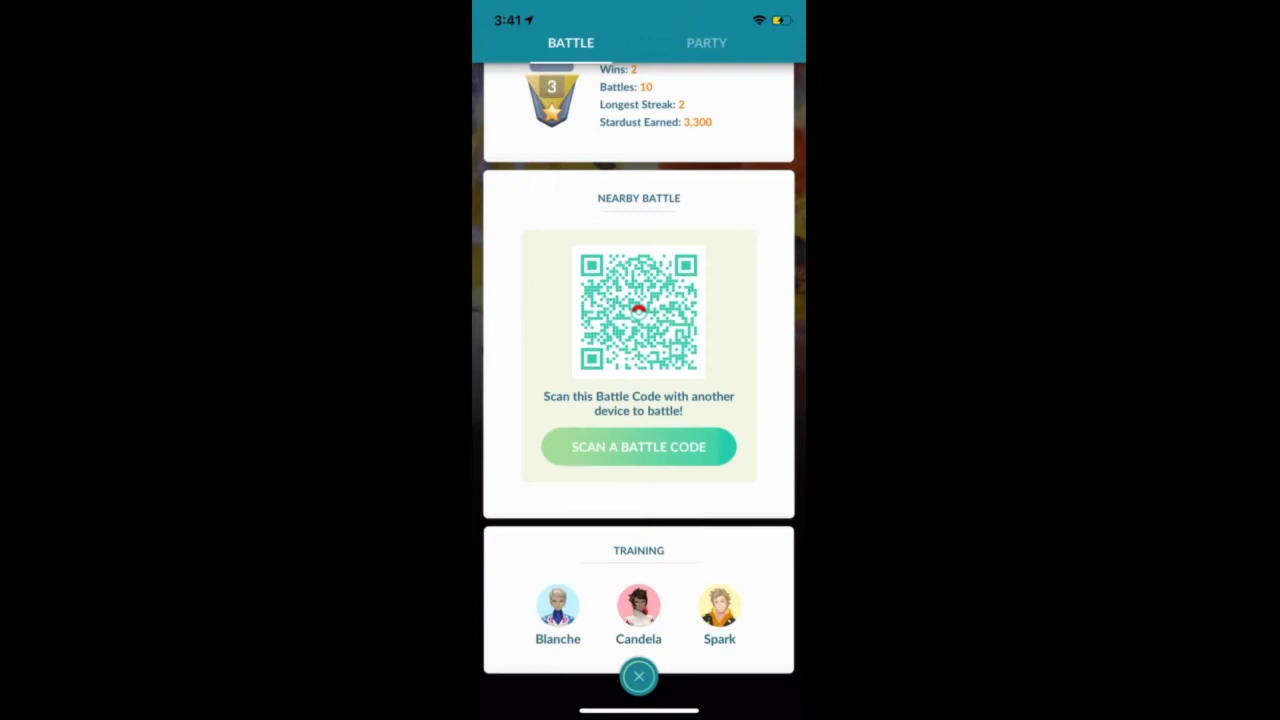 3:41
BATTLE PARTY
3
Wins: 2
Battles: 10
Longest Streak: 2
Stardust Earned: 3,300
NEARBY BATTLE
Scan this Battle Code with another
device to battle!
SCAN A BATTLE CODE
TRAINING
Blanche Candela Spark